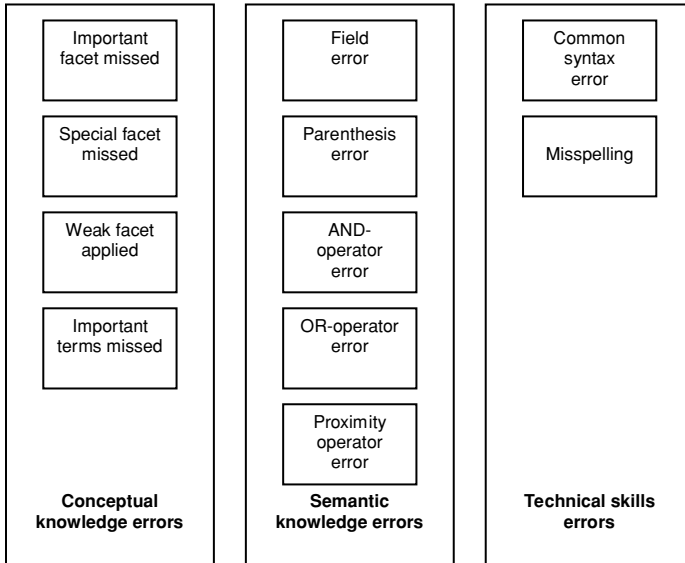 Important
facet missed
Special facet
missed
Weak facet
applied
Important
terms missed
Conceptual
knowledge errors
Field
error
Parenthesis
error
AND-
operator
error
OR-operator
error
Proximity
operator
error
Semantic
knowledge errors
Common
syntax
error
Misspelling
Technical skills
errors